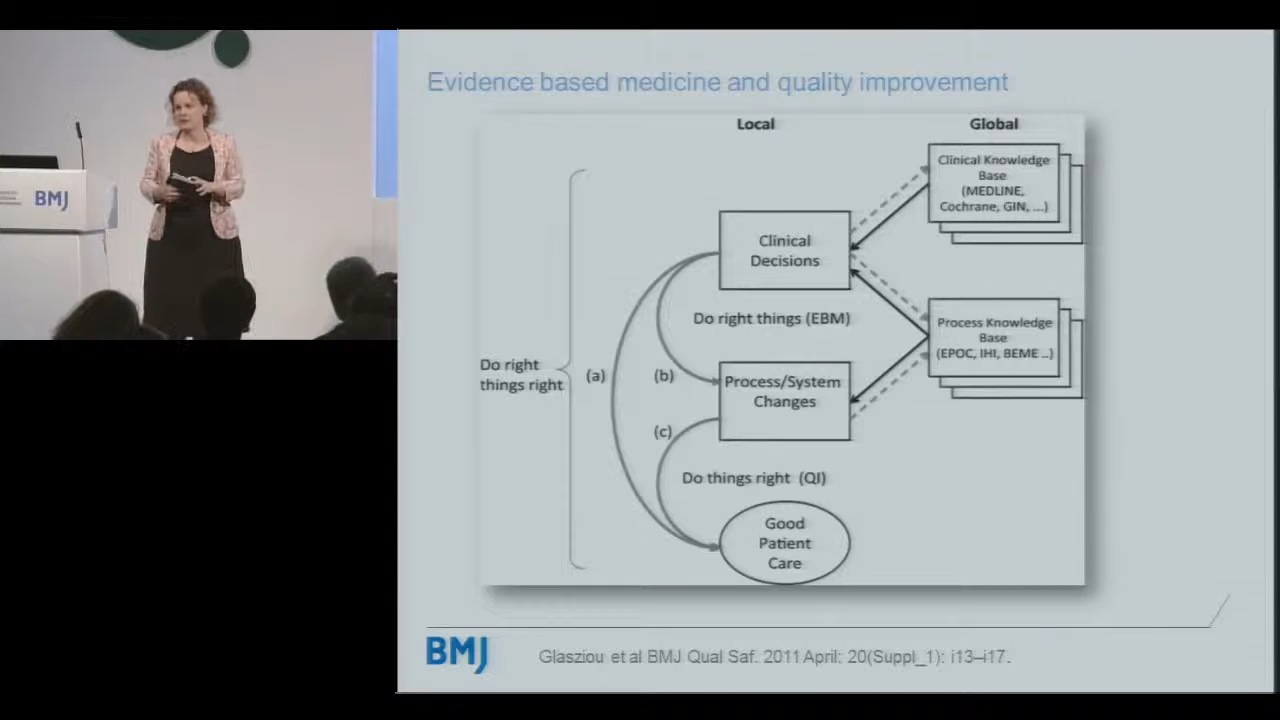 BMJ
Evidence based medicine and quality improvement
Local
Global
Clinical Knowledge
Base
(MEDLINE,
Cochrane, GIN, ...)
Clinical
Decisions
Do right things (EBM)
Process Knowledge
Base
(EPOC, IHI, BEME ..)
Do right
things right
(a)
(b)
Process/System
Changes
(c)
Do things right (QI)
Good
Patient
Care
BMJ
Glasziou et al BMJ Qual Saf. 2011 April; 20(Suppl_1): i13–i17.